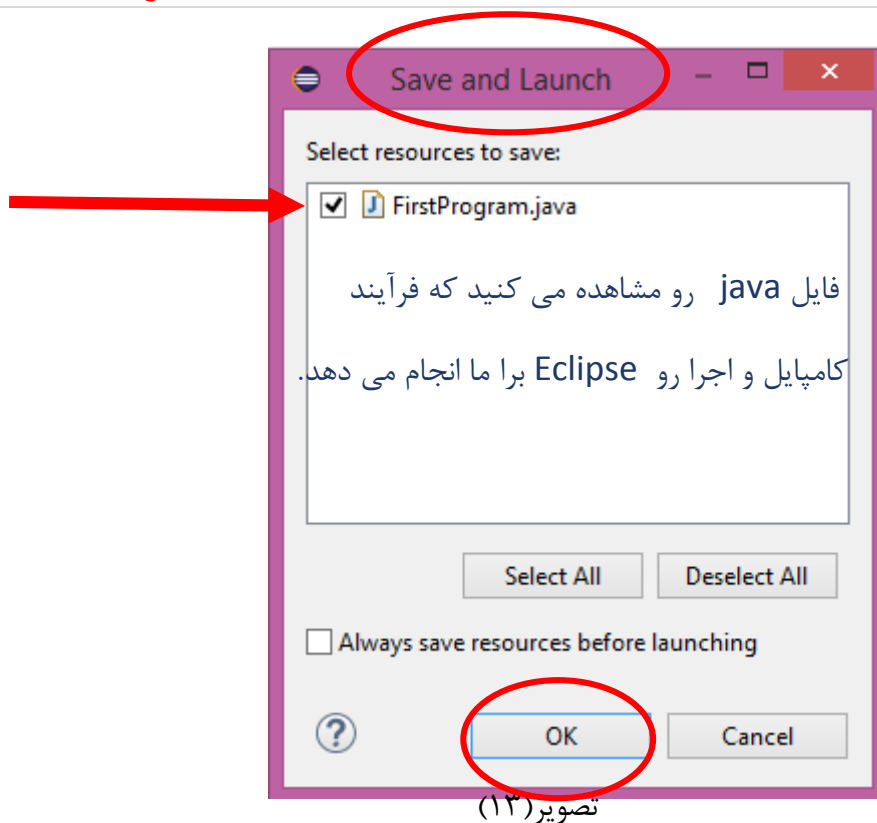 Save and Launch
Select resources to save:
FirstProgram.java
فایل java رو مشاهده می کنید که فرآیند
کامپایل و اجرا رو Eclipse برا ما انجام می دهد.
Select All
Deselect All
Always save resources before launching
OK
Cancel
تصویر(۱۳)